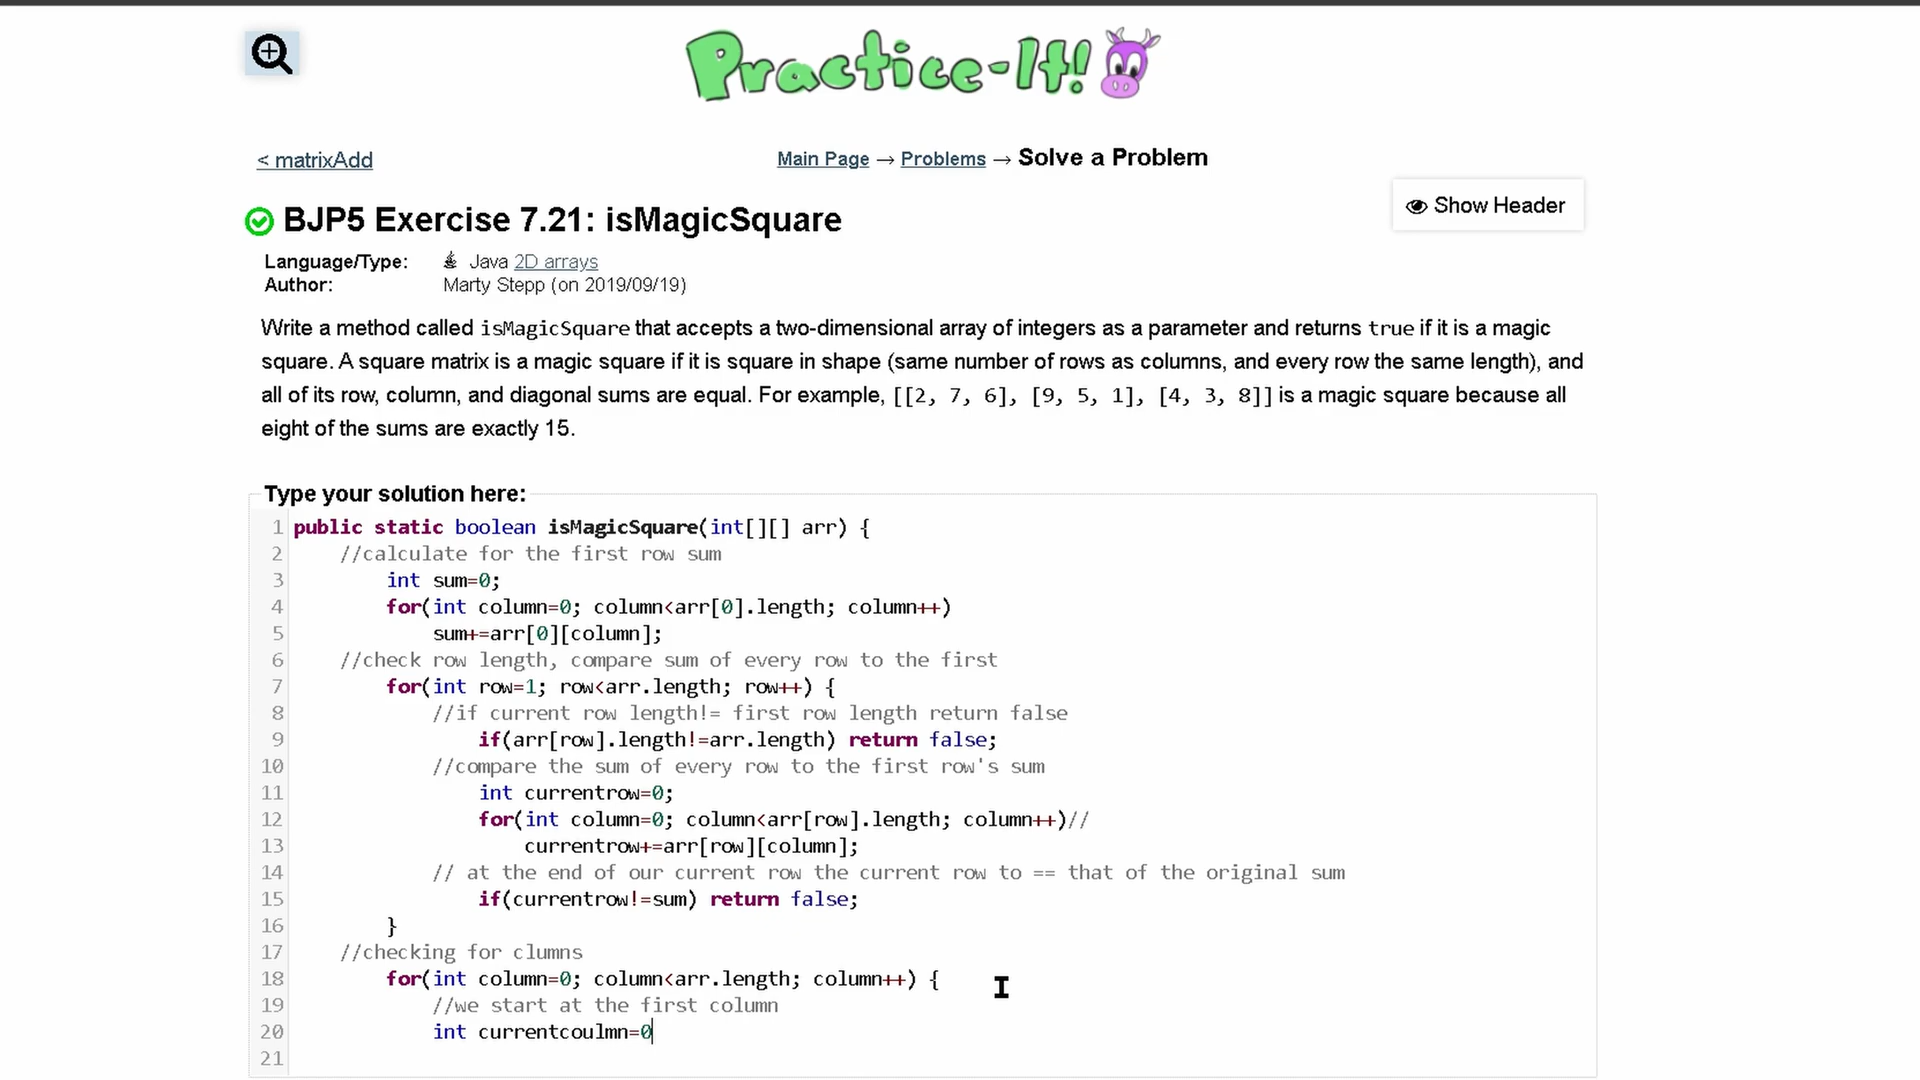 Practice-It!
< matrixAdd
Main Page → Problems → Solve a Problem
Show Header
BJP5 Exercise 7.21: isMagicSquare
Language/Type: Java 2D arrays
Author: Marty Stepp (on 2019/09/19)
Write a method called isMagicSquare that accepts a two-dimensional array of integers as a parameter and returns true if it is a magic
square. A square matrix is a magic square if it is square in shape (same number of rows as columns, and every row the same length), and
all of its row, column, and diagonal sums are equal. For example, [[2, 7, 6], [9, 5, 1], [4, 3, 8]] is a magic square because all
eight of the sums are exactly 15.
Type your solution here:
1 public static boolean isMagicSquare(int[][] arr) {
2 //calculate for the first row sum
3 int sum=0;
4 for(int column=0; column<arr[0].length; column++)
5 sum+=arr[0][column];
6 //check row length, compare sum of every row to the first
7 for(int row=1; row<arr.length; row++) {
8 //if current row length!= first row length return false
9 if(arr[row].length!=arr.length) return false;
10 //compare the sum of every row to the first row's sum
11 int currentrow=0;
12 for(int column=0; column<arr[row].length; column++)//
13 currentrow+=arr[row][column];
14 // at the end of our current row the current row to == that of the original sum
15 if(currentrow!=sum) return false;
16 }
17 //checking for clumns
18 for(int column=0; column<arr.length; column++) {
19 //we start at the first column
20 int currentcoulmn=0
21